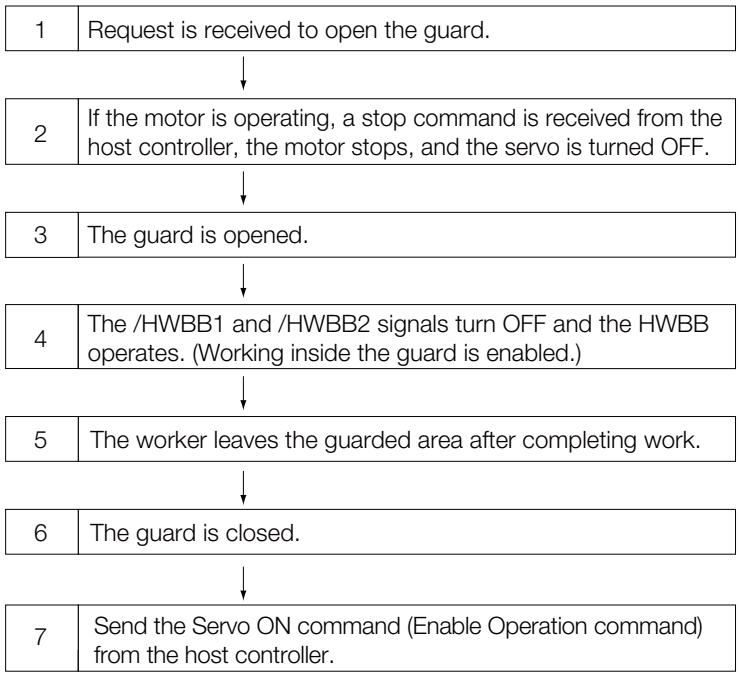 1 Request is received to open the guard.
2 If the motor is operating, a stop command is received from the
host controller, the motor stops, and the servo is turned OFF.
3 The guard is opened.
4 The /HWBB1 and /HWBB2 signals turn OFF and the HWBB
operates. (Working inside the guard is enabled.)
5 The worker leaves the guarded area after completing work.
6 The guard is closed.
7 Send the Servo ON command (Enable Operation command)
from the host controller.